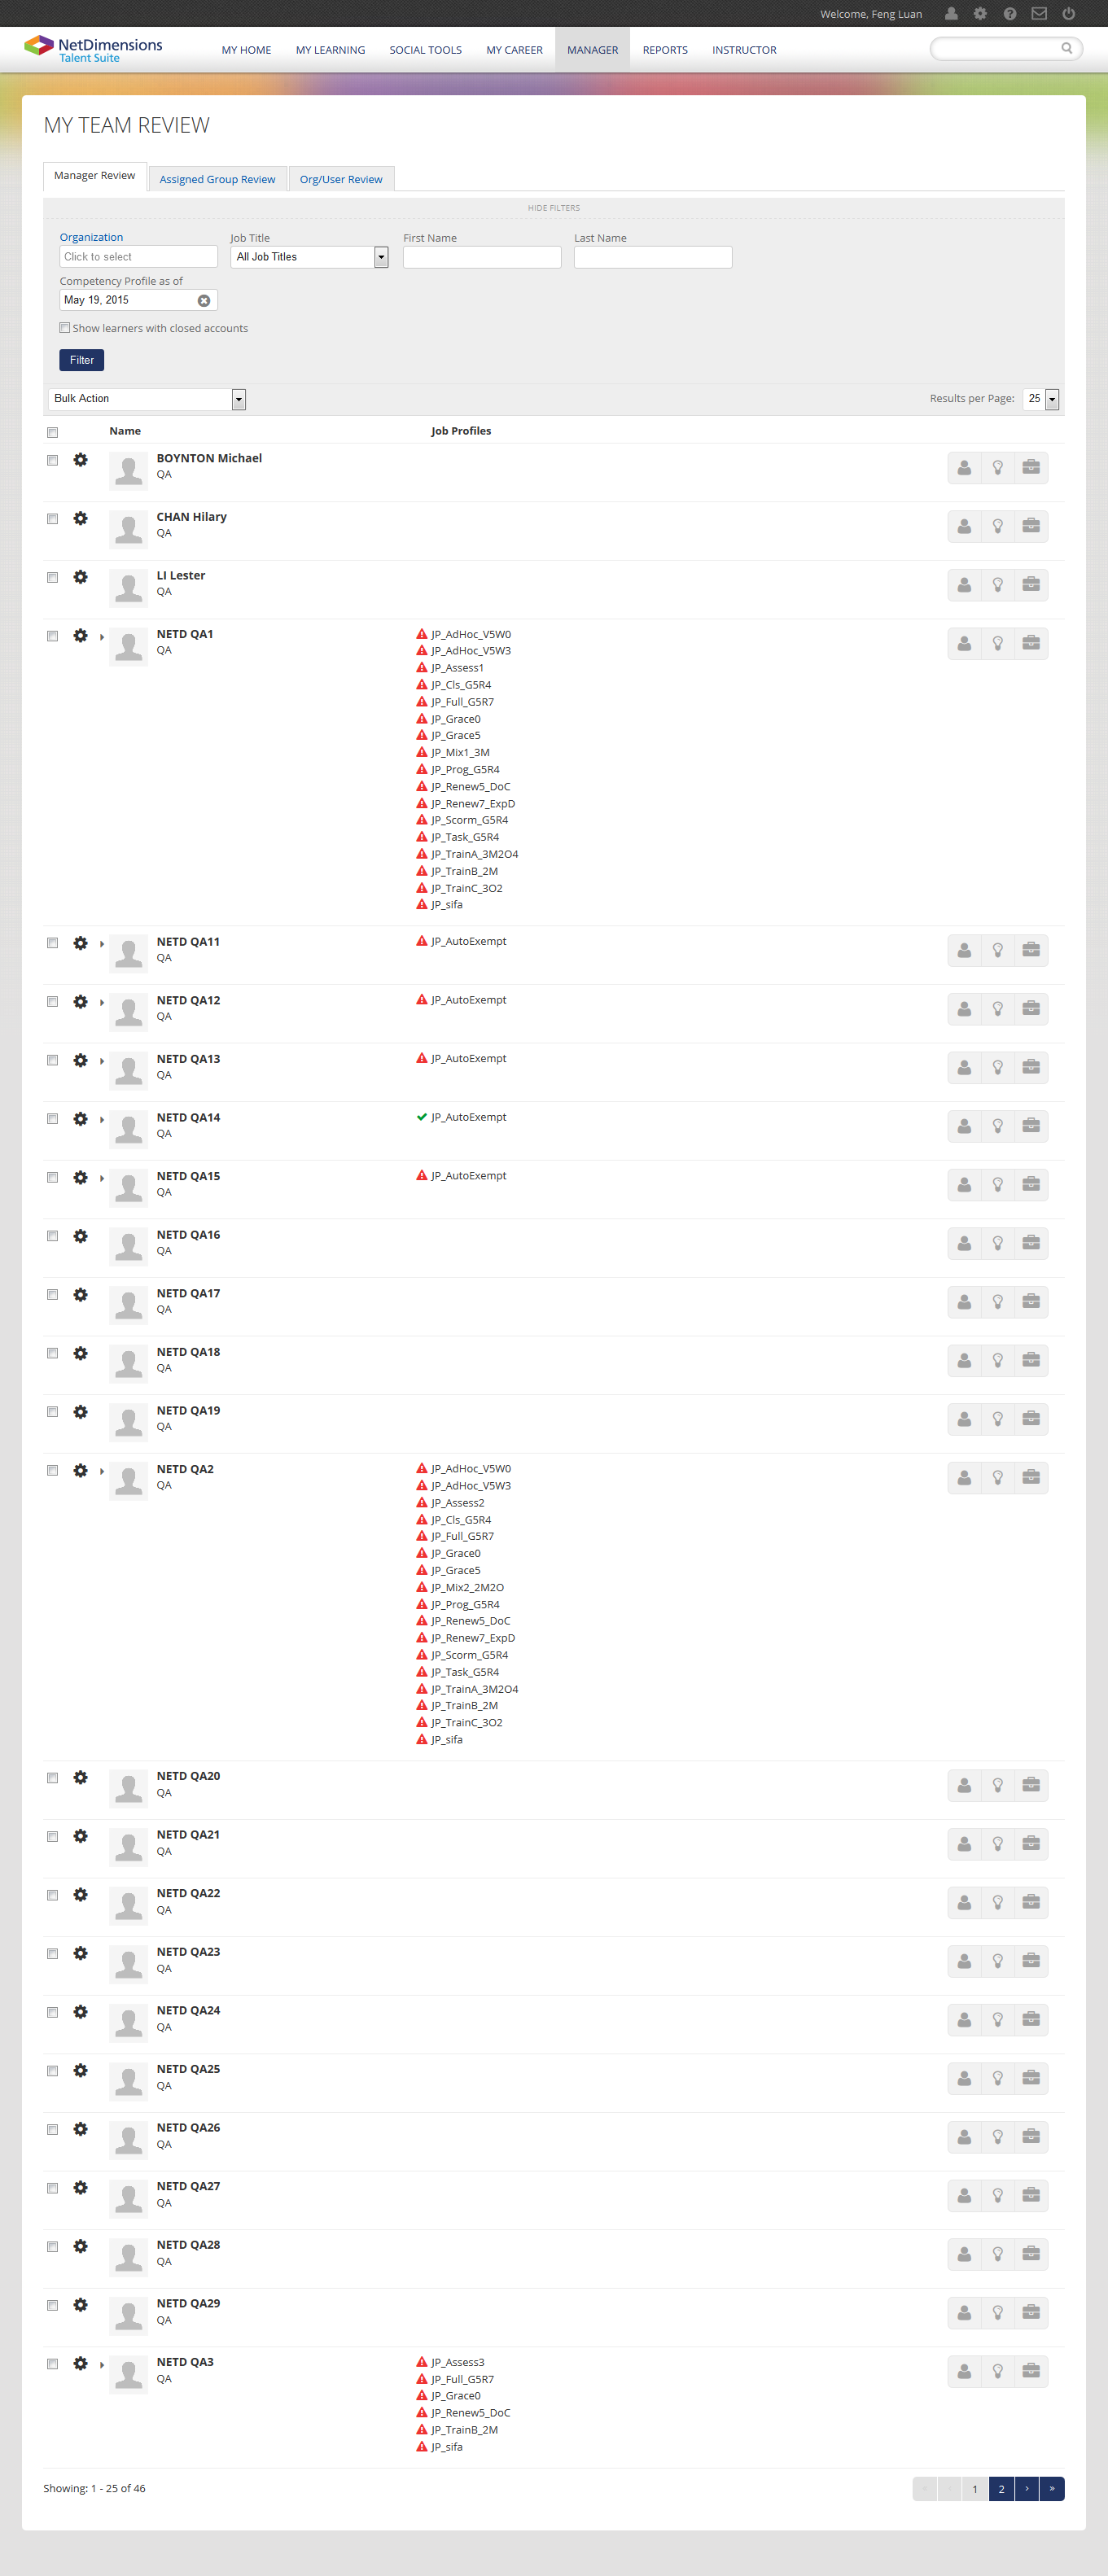 Welcome, Feng Luan
NetDimensions
Talent Suite
MY HOME MY LEARNING SOCIAL TOOLS MY CAREER MANAGER REPORTS INSTRUCTOR
MY TEAM REVIEW
Manager Review Assigned Group Review Org/User Review
HIDE FILTERS
Organization Job Title First Name Last Name
Click to select All Job Titles
Competency Profile as of
May 19, 2015
Show learners with closed accounts
Filter
Bulk Action Results per Page: 25
Name Job Profiles
BOYNTON Michael
QA
CHAN Hilary
QA
LI Lester
QA
NETD QA1 JP_AdHoc_V5W0
QA JP_AdHoc_V5W3
JP_Assess1
JP_Cls_G5R4
JP_Full_G5R7
JP_Grace0
JP_Grace5
JP_Mix1_3M
JP_Prog_G5R4
JP_Renew5_DoC
JP_Renew7_ExpD
JP_Scorm_G5R4
JP_Task_G5R4
JP_TrainA_3M2O4
JP_TrainB_2M
JP_TrainC_3O2
JP_sifa
NETD QA11 JP_AutoExempt
QA
NETD QA12 JP_AutoExempt
QA
NETD QA13 JP_AutoExempt
QA
NETD QA14 JP_AutoExempt
QA
NETD QA15 JP_AutoExempt
QA
NETD QA16
QA
NETD QA17
QA
NETD QA18
QA
NETD QA19
QA
NETD QA2 JP_AdHoc_V5W0
QA JP_AdHoc_V5W3
JP_Assess2
JP_Cls_G5R4
JP_Full_G5R7
JP_Grace0
JP_Grace5
JP_Mix2_2M2O
JP_Prog_G5R4
JP_Renew5_DoC
JP_Renew7_ExpD
JP_Scorm_G5R4
JP_Task_G5R4
JP_TrainA_3M2O4
JP_TrainB_2M
JP_TrainC_3O2
JP_sifa
NETD QA20
QA
NETD QA21
QA
NETD QA22
QA
NETD QA23
QA
NETD QA24
QA
NETD QA25
QA
NETD QA26
QA
NETD QA27
QA
NETD QA28
QA
NETD QA29
QA
NETD QA3 JP_Assess3
QA JP_Full_G5R7
JP_Grace0
JP_Renew5_DoC
JP_TrainB_2M
JP_sifa
Showing: 1 - 25 of 46 « ‹ 1 2 › »